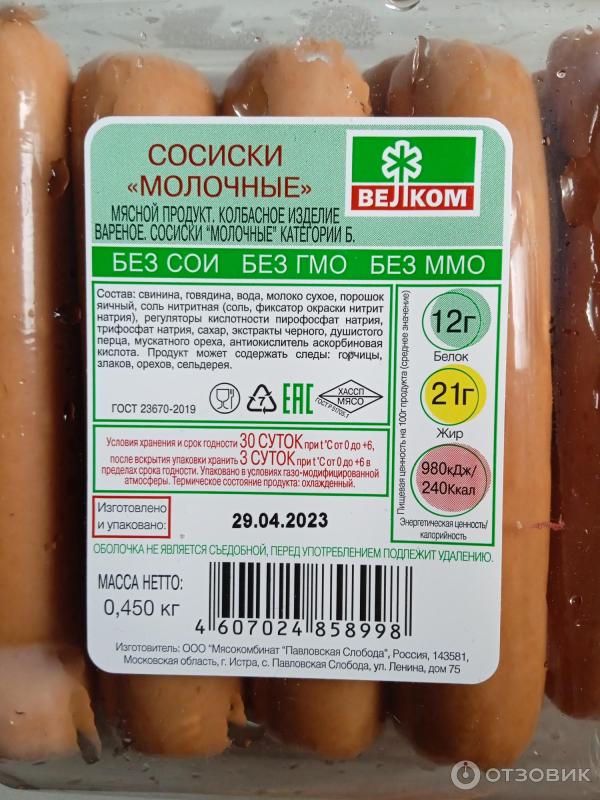 СОСИСКИ
«МОЛОЧНЫЕ»
ВЕЛКОМ
МЯСНОЙ ПРОДУКТ. КОЛБАСНОЕ ИЗДЕЛИЕ
ВАРЕНОЕ. СОСИСКИ "МОЛОЧНЫЕ" КАТЕГОРИИ Б.
БЕЗ СОИ БЕЗ ГМО БЕЗ ММО
Состав: свинина, говядина, вода, молоко сухое, порошок
яичный, соль нитритная (соль, фиксатор окраски нитрит
натрия), регуляторы кислотности пирофосфат натрия,
трифосфат натрия, сахар, экстракты черного, душистого
перца, мускатного ореха, антиокислитель аскорбиновая
кислота. Продукт может содержать следы: горчицы,
злаков, орехов, сельдерея.
ГОСТ 23670-2019
7
ЕАС
ХАССП
МЯСО
ГОСТ Р 51705.1
Пищевая ценность на 100г продукта (среднее значение)
12г
Белок
21г
Жир
980кДж/
240Ккал
Энергетическая ценность/
калорийность
Условия хранения и срок годности 30 СУТОК при t °С от 0 до +6,
после вскрытия упаковки хранить 3 СУТОК при t °С от 0 до +6 в
пределах срока годности. Упаковано в условиях газо-модифицированной
атмосферы. Термическое состояние продукта: охлажденный.
Изготовлено
и упаковано:
29.04.2023
ОБОЛОЧКА НЕ ЯВЛЯЕТСЯ СЪЕДОБНОЙ, ПЕРЕД УПОТРЕБЛЕНИЕМ ПОДЛЕЖИТ УДАЛЕНИЮ.
МАССА НЕТТО:
0,450 кг
4 607024 858998
Изготовитель: ООО "Мясокомбинат "Павловская Слобода", Россия, 143581,
Московская область, г. Истра, с. Павловская Слобода, ул. Ленина, дом 75
ОТЗОВИК